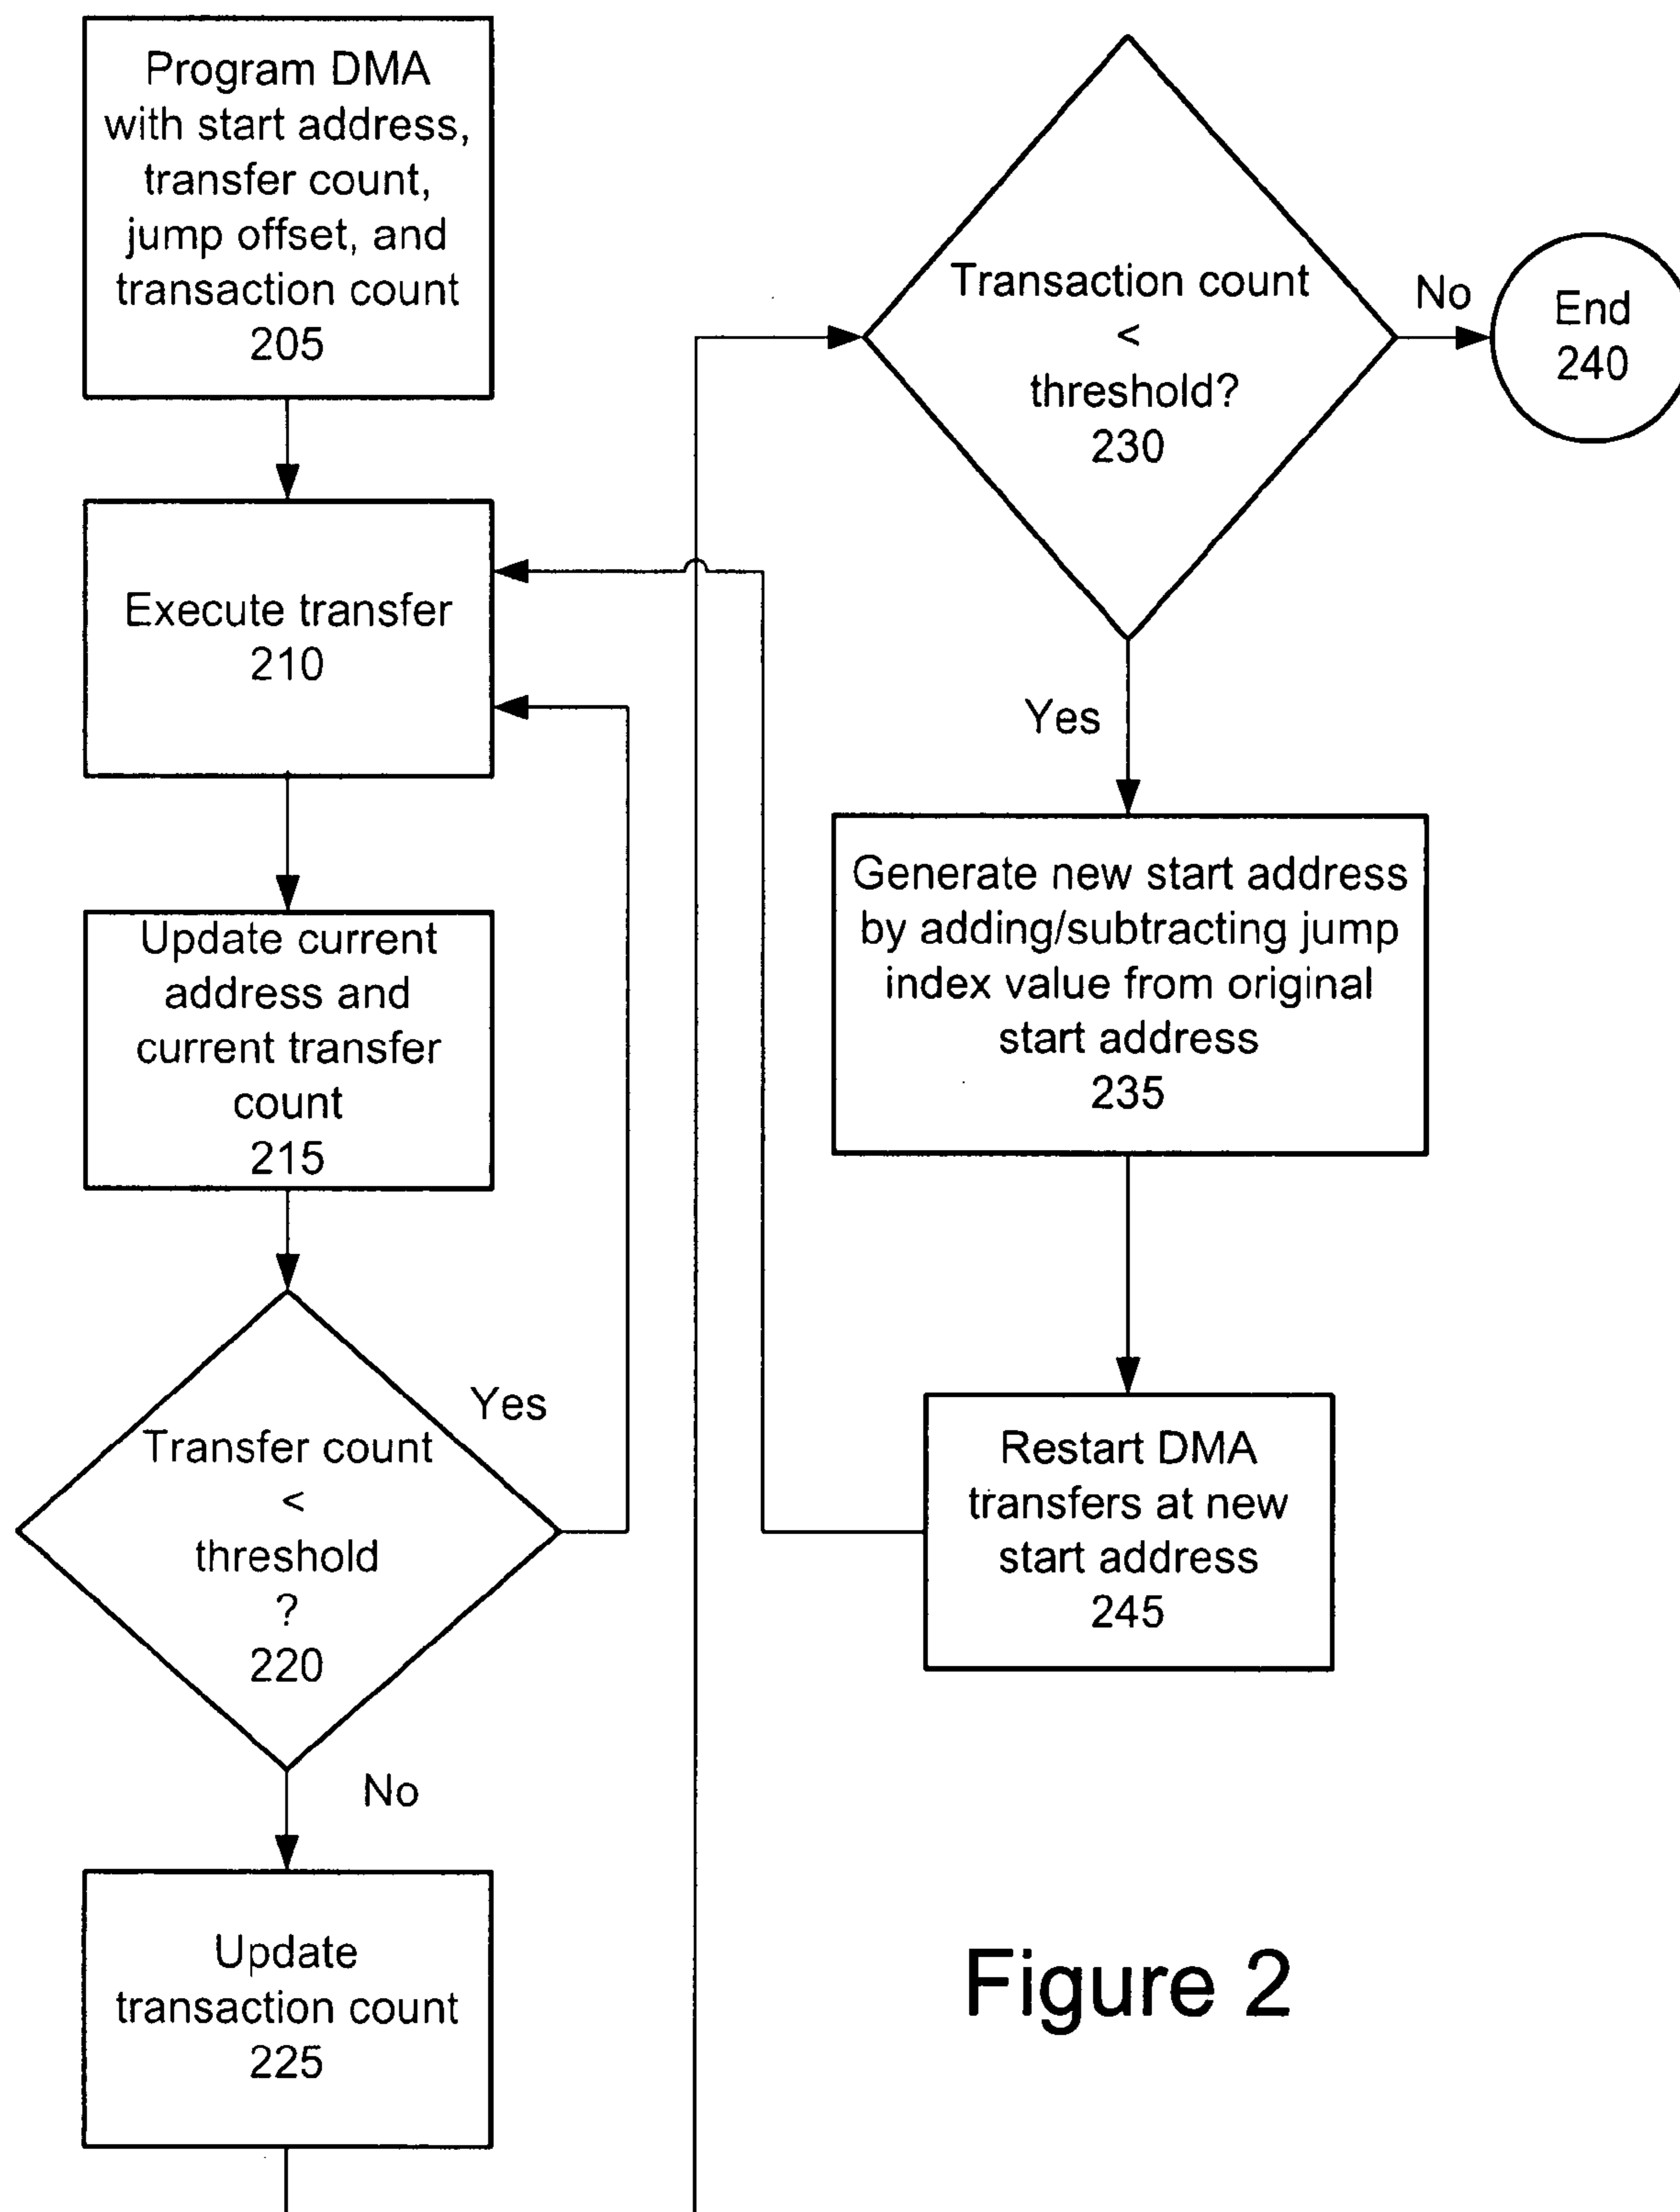 Program DMA
with start address,
transfer count,
jump offset, and
transaction count
205
Execute transfer
210
Update current
address and
current transfer
count
215
Yes
Transfer count
<
threshold
?
220
No
Update
transaction count
225
Transaction count
<
threshold?
230
No
End
240
Yes
Generate new start address
by adding/subtracting jump
index value from original
start address
235
Restart DMA
transfers at new
start address
245
Figure 2